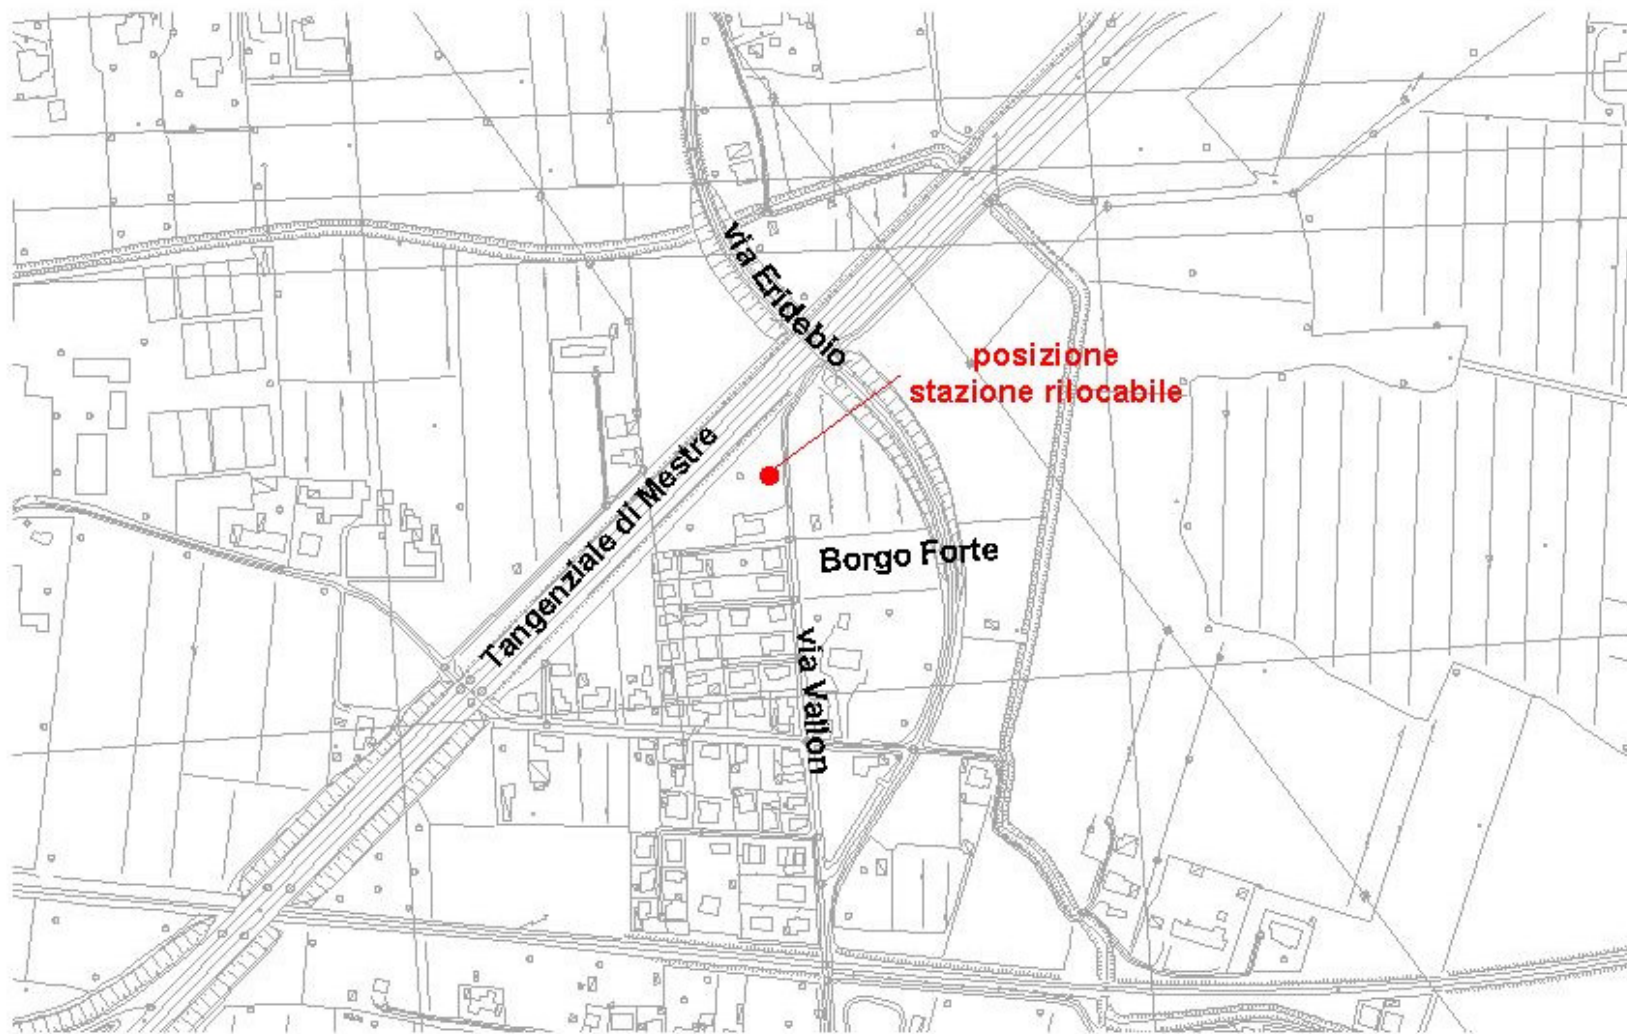 via Eridebio
posizione
stazione rilocabile
Tangenziale di Mestre
Borgo Forte
via Vallon